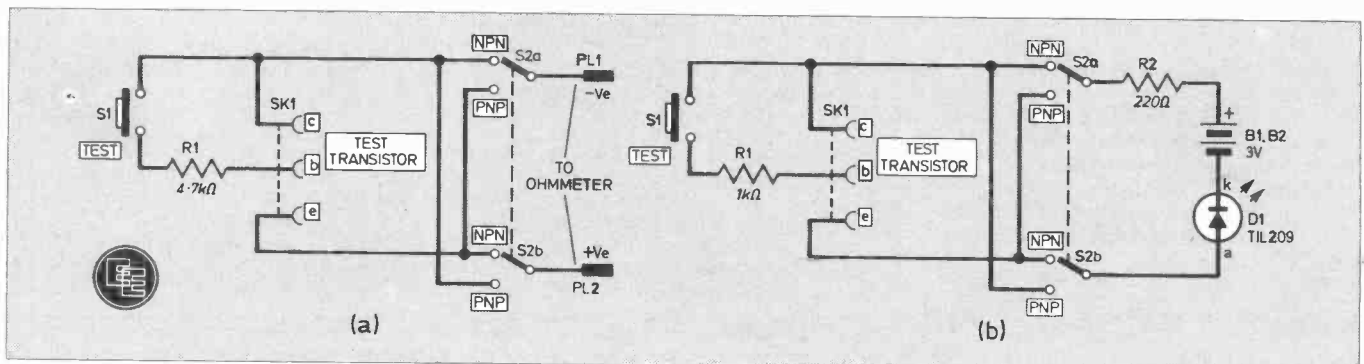 NPN
S2a
PL1
-Ve
PNP
S1
TEST
SK1
c
b
e
TEST
TRANSISTOR
R1
4·7kΩ
TO
OHMMETER
NPN
S2b
+Ve
PL2
PNP
EE
(a)
NPN
S2a
R2
220Ω
PNP
S1
TEST
SK1
c
b
e
TEST
TRANSISTOR
R1
1kΩ
+
B1, B2
3V
k
D1
TIL209
a
NPN
S2b
PNP
(b)